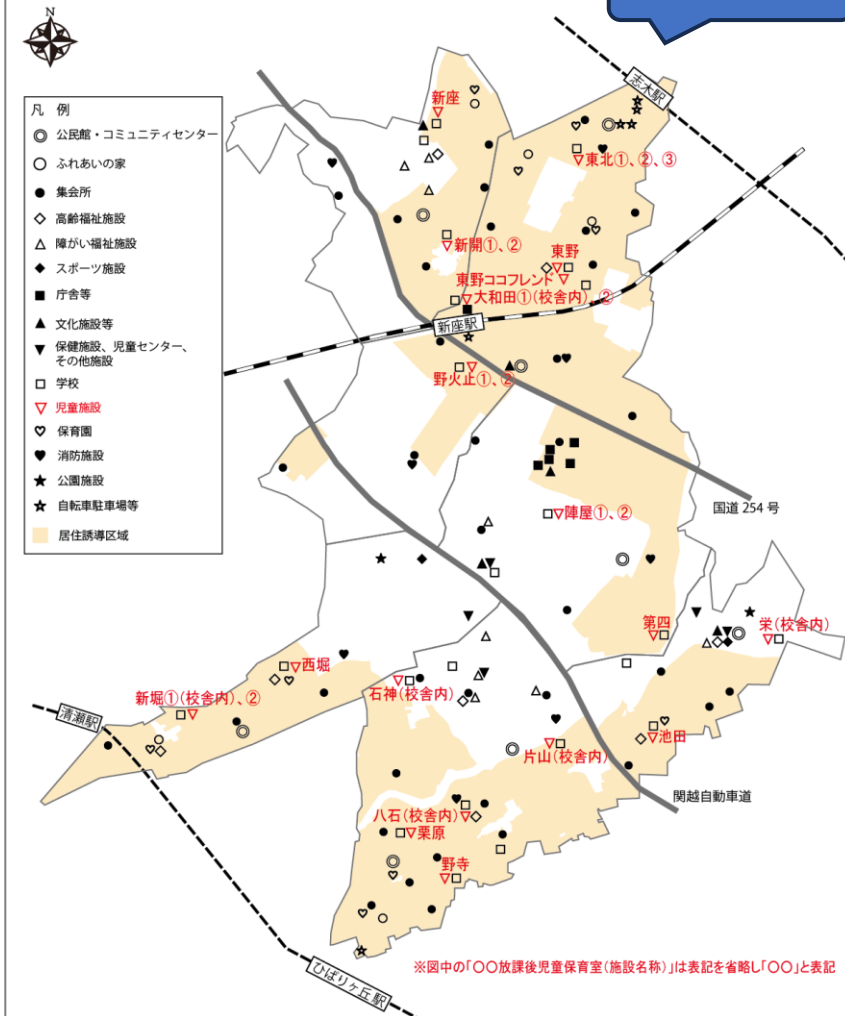 N
志木駅
凡 例
公民館・コミュニティセンター
ふれあいの家
集会所
高齢福祉施設
障がい福祉施設
スポーツ施設
庁舎等
文化施設等
保健施設、児童センター、
その他施設
学校
児童施設
保育園
消防施設
公園施設
自転車駐車場等
居住誘導区域
新座
東北①、②、③
新開①、②
東野
東野ココフレンド
大和田①(校舎内)、②
新座駅
野火止①、②
国道 254 号
陣屋①、②
第四
栄(校舎内)
西堀
石神(校舎内)
新堀①(校舎内)、②
清瀬駅
池田
片山(校舎内)
関越自動車道
八石(校舎内)
栗原
野寺
ひばりヶ丘駅
※図中の「〇〇放課後児童保育室(施設名称)」は表記を省略し「〇〇」と表記